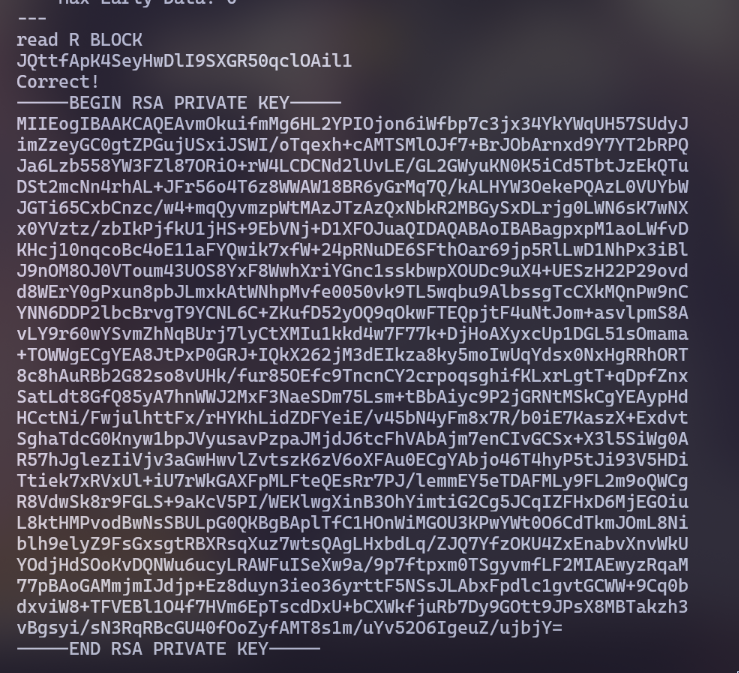 Max Early Data: 0
---
read R BLOCK
JQttfApK4SeyHwDlI9SXGR50qclOAil1
Correct!
-----BEGIN RSA PRIVATE KEY-----
MIIEogIBAAKCAQEAvmOkuifmMg6HL2YPIOjon6iWfbp7c3jx34YkYWqUH57SUdyJ
imZzeyGC0gtZPGujUSxiJSWI/oTqexh+cAMTSMlOJf7+BrJObArnxd9Y7YT2bRPQ
Ja6Lzb558YW3FZl87ORiO+rW4LCDCNd2lUvLE/GL2GWyuKN0K5iCd5TbtJzEkQTu
DSt2mcNn4rhAL+JFr56o4T6z8WWAW18BR6yGrMq7Q/kALHYW3OekePQAzL0VUYbW
JGTi65CxbCnzc/w4+mqQyvmzpWtMAzJTzAzQxNbkR2MBGySxDLrjg0LWN6sK7wNX
x0YVztz/zbIkPjfkU1jHS+9EbVNj+D1XFOJuaQIDAQABAoIBABagpxpM1aoLWfvD
KHcj10nqcoBc4oE11aFYQwik7xfW+24pRNuDE6SFthOar69jp5RlLwD1NhPx3iBl
J9nOM8OJ0VToum43UOS8YxF8WwhXriYGnc1sskbwpXOUDc9uX4+UESzH22P29ovd
d8WErY0gPxun8pbJLmxkAtWNhpMvfe0050vk9TL5wqbu9AlbssgTcCXkMQnPw9nC
YNN6DDP2lbcBrvgT9YCNL6C+ZKufD52yOQ9qOkwFTEQpjtF4uNtJom+asvlpmS8A
vLY9r60wYSvmZhNqBUrj7lyCtXMIu1kkd4w7F77k+DjHoAXyxcUp1DGL51sOmama
+TOWWgECgYEA8JtPxP0GRJ+IQkX262jM3dEIkza8ky5moIwUqYdsx0NxHgRRhORT
8c8hAuRBb2G82so8vUHk/fur85OEfc9TncnCY2crpoqsghifKLxrLgtT+qDpfZnx
SatLdt8GfQ85yA7hnWWJ2MxF3NaeSDm75Lsm+tBbAiyc9P2jGRNtMSkCgYEAypHd
HCctNi/FwjulhttFx/rHYKhLidZDFYeiE/v45bN4yFm8x7R/b0iE7KaszX+Exdvt
SghaTdcG0Knyw1bpJVyusavPzpaJMjdJ6tcFhVAbAjm7enCIvGCSx+X3l5SiWg0A
R57hJglezIiVjv3aGwHwvlZvtszK6zV6oXFAu0ECgYAbjo46T4hyP5tJi93V5HDi
Ttiek7xRVxUl+iU7rWkGAXFpMLFteQEsRr7PJ/lemmEY5eTDAFMLy9FL2m9oQWCg
R8VdwSk8r9FGLS+9aKcV5PI/WEKlwgXinB3OhYimtiG2Cg5JCqIZFHxD6MjEGOiu
L8ktHMPvodBwNsSBULpG0QKBgBAplTfC1HOnWiMGOU3KPwYWt0O6CdTkmJOmL8Ni
blh9elyZ9FsGxsgtRBXRsqXuz7wtsQAgLHxbdLq/ZJQ7YfzOKU4ZxEnabvXnvWkU
YOdjHdSOoKvDQNWu6ucyLRAWFuISeXw9a/9p7ftpxm0TSgyvmfLF2MIAEwyzRqaM
77pBAoGAMmjmIJdjp+Ez8duyn3ieo36yrttF5NSsJLAbxFpdlc1gvtGCWW+9Cq0b
dxviW8+TFVEBl1O4f7HVm6EpTscdDxU+bCXWkfjuRb7Dy9GOtt9JPsX8MBTakzh3
vBgsyi/sN3RqRBcGU40fOoZyfAMT8s1m/uYv52O6IgeuZ/ujbjY=
-----END RSA PRIVATE KEY-----